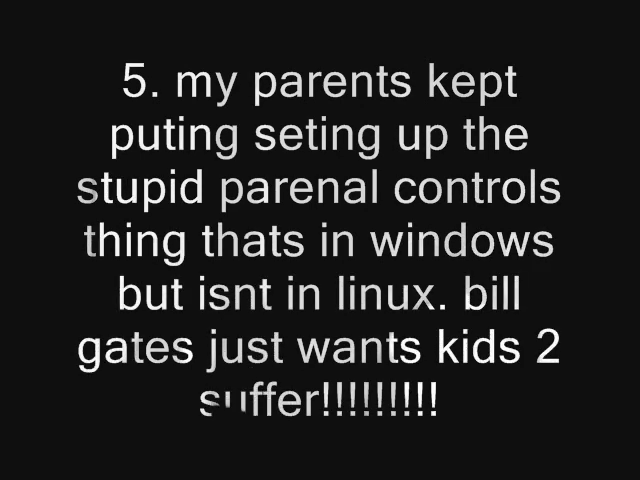 5. my parents kept
puting seting up the
stupid parenal controls
thing thats in windows
but isnt in linux. bill
gates just wants kids 2
suffer!!!!!!!!!